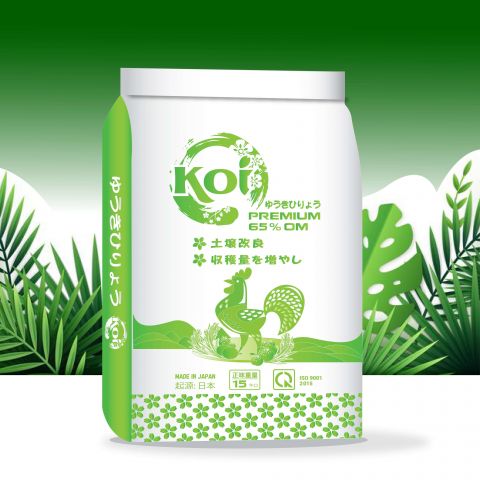 Koi
ゆうきひりょう
PREMIUM
65% OM
土壌改良
収穫量を増やし
ゆうきひりょう
Koi
MADE IN JAPAN
起源: 日本
正味重量
15 キロ
ISO 9001
2015